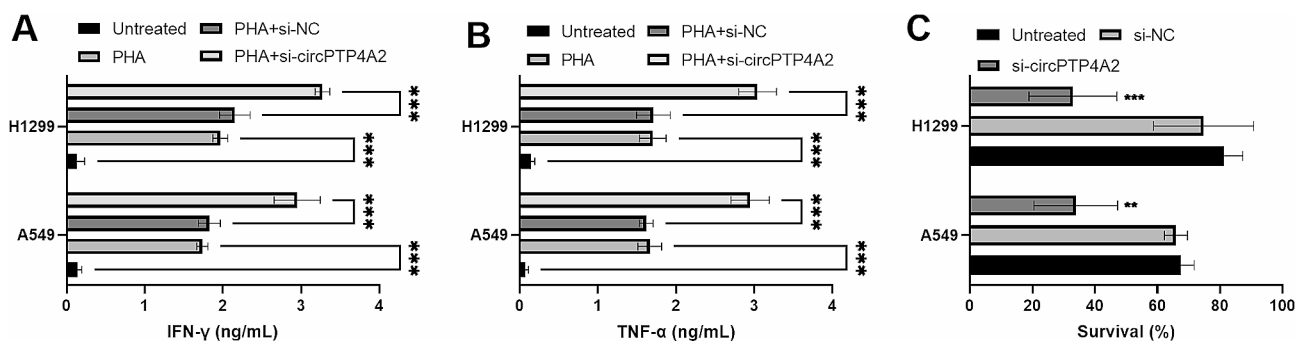 A
Untreated
PHA+si-NC
PHA
PHA+si-circPTP4A2
H1299
***
***
A549
***
***
0 1 2 3 4
IFN-γ (ng/mL)
B
Untreated
PHA+si-NC
PHA
PHA+si-circPTP4A2
H1299
***
***
A549
***
***
0 1 2 3 4
TNF-α (ng/mL)
C
Untreated
si-NC
si-circPTP4A2
H1299
***
A549
**
0 20 40 60 80 100
Survival (%)